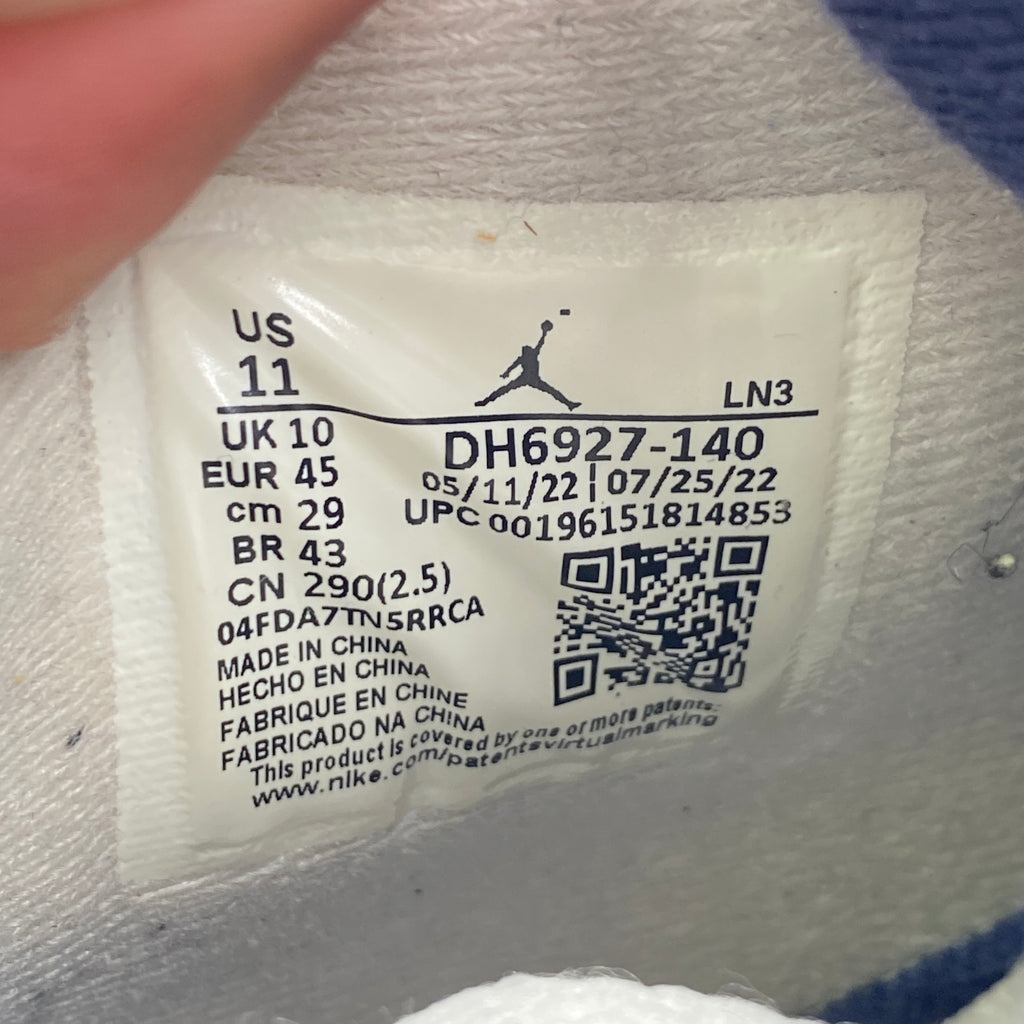 US
11
LN3
UK 10
EUR 45
cm 29
BR 43
CN 290(2.5)
04FDA7TN5RRCA
DH6927-140
05/11/22 | 07/25/22
UPC 00196151814853
MADE IN CHINA
HECHO EN CHINA
FABRIQUE EN CHINE
FABRICADO NA CHINA
This product is covered by one or more patents:
www.nike.com/patentsvirtualmarking